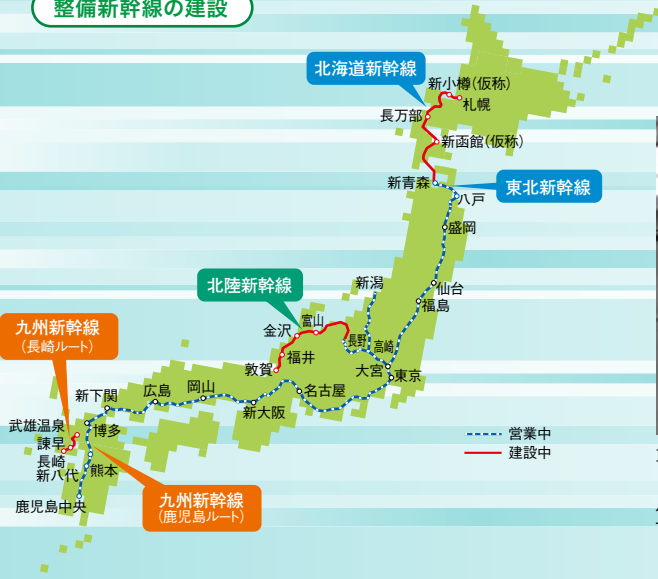 整備新幹線の建設
北海道新幹線
新小樽(仮称)
札幌
長万部
新函館(仮称)
新青森
東北新幹線
八戸
盛岡
北陸新幹線
新潟
仙台
福島
九州新幹線
(長崎ルート)
富山
金沢
長野
高崎
福井
敦賀
大宮
東京
新下関
広島
岡山
名古屋
新大阪
武雄温泉
博多
諫早
長崎
新八代
熊本
鹿児島中央
九州新幹線
(鹿児島ルート)
営業中
建設中